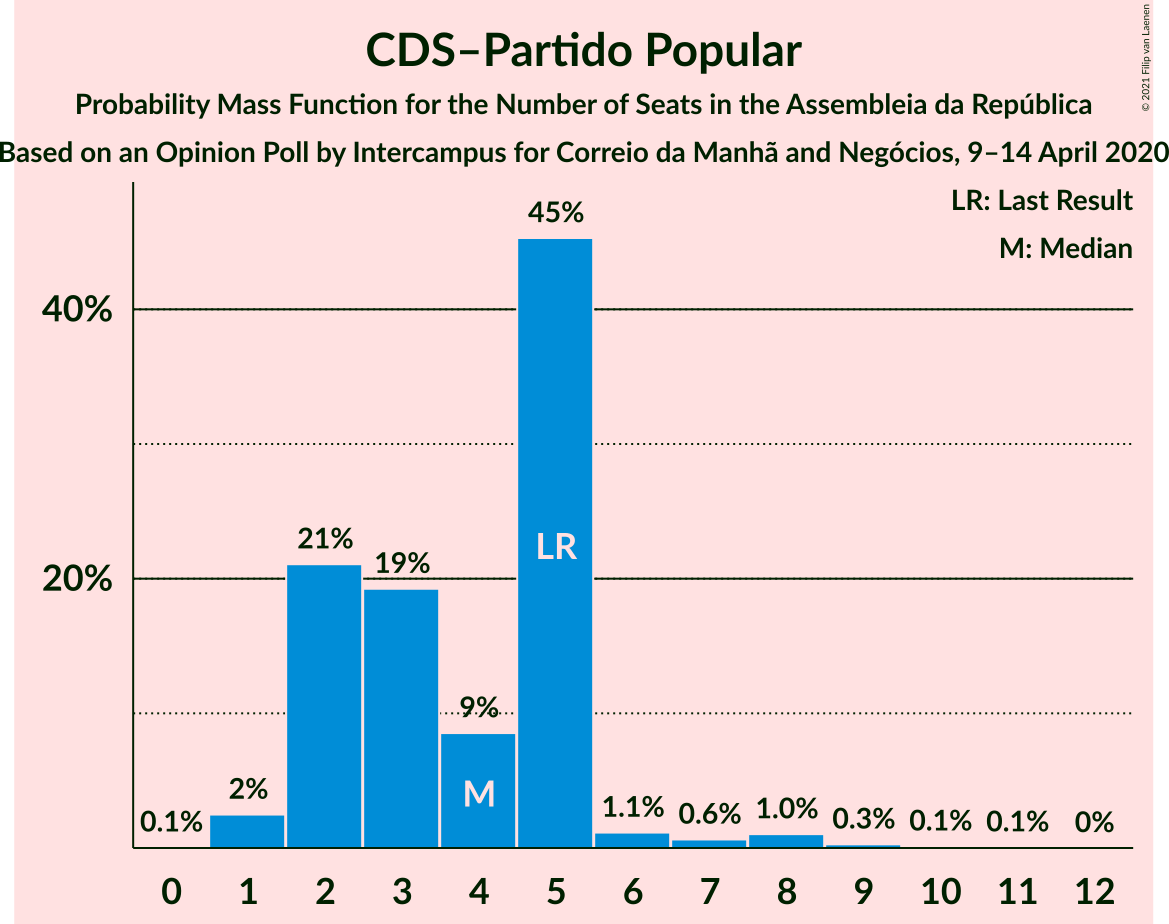 CDS–Partido Popular
Probability Mass Function for the Number of Seats in the Assembleia da República
Based on an Opinion Poll by Intercampus for Correio da Manhã and Negócios, 9–14 April 2020
© 2021 Filip van Laenen
LR: Last Result
M: Median
45%
40%
21%
19%
LR
20%
9%
M
2%
0.1%
1.1%
0.6%
1.0%
0.3%
0.1%
0.1%
0%
0 1 2 3 4 5 6 7 8 9 10 11 12